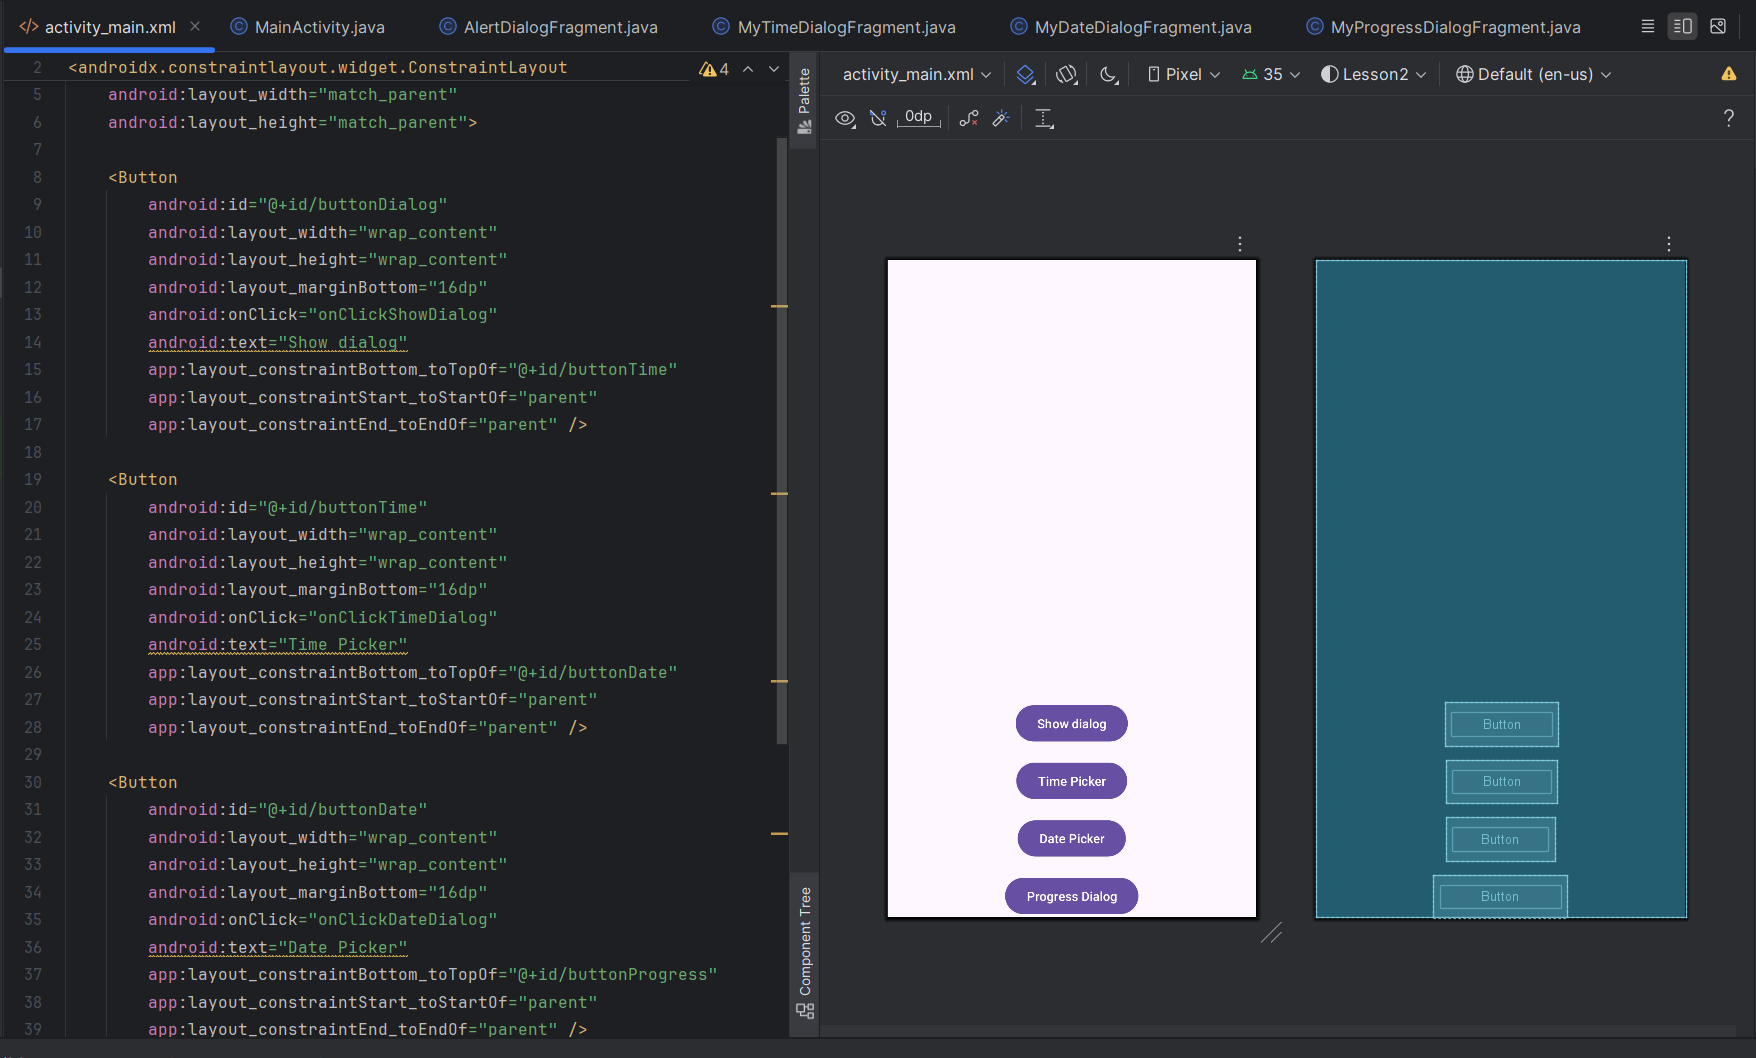 </> activity_main.xml MainActivity.java AlertDialogFragment.java MyTimeDialogFragment.java MyDateDialogFragment.java MyProgressDialogFragment.java
2 <androidx.constraintlayout.widget.ConstraintLayout 4
5 android:layout_width="match_parent"
6 android:layout_height="match_parent">
7
8 <Button
9 android:id="@+id/buttonDialog"
10 android:layout_width="wrap_content"
11 android:layout_height="wrap_content"
12 android:layout_marginBottom="16dp"
13 android:onClick="onClickShowDialog"
14 android:text="Show dialog"
15 app:layout_constraintBottom_toTopOf="@+id/buttonTime"
16 app:layout_constraintStart_toStartOf="parent"
17 app:layout_constraintEnd_toEndOf="parent" />
18
19 <Button
20 android:id="@+id/buttonTime"
21 android:layout_width="wrap_content"
22 android:layout_height="wrap_content"
23 android:layout_marginBottom="16dp"
24 android:onClick="onClickTimeDialog"
25 android:text="Time Picker"
26 app:layout_constraintBottom_toTopOf="@+id/buttonDate"
27 app:layout_constraintStart_toStartOf="parent"
28 app:layout_constraintEnd_toEndOf="parent" />
29
30 <Button
31 android:id="@+id/buttonDate"
32 android:layout_width="wrap_content"
33 android:layout_height="wrap_content"
34 android:layout_marginBottom="16dp"
35 android:onClick="onClickDateDialog"
36 android:text="Date Picker"
37 app:layout_constraintBottom_toTopOf="@+id/buttonProgress"
38 app:layout_constraintStart_toStartOf="parent"
39 app:layout_constraintEnd_toEndOf="parent" />
Palette
Component Tree
activity_main.xml Pixel 35 Lesson2 Default (en-us)
0dp ?
Show dialog
Time Picker
Date Picker
Progress Dialog
Button
Button
Button
Button